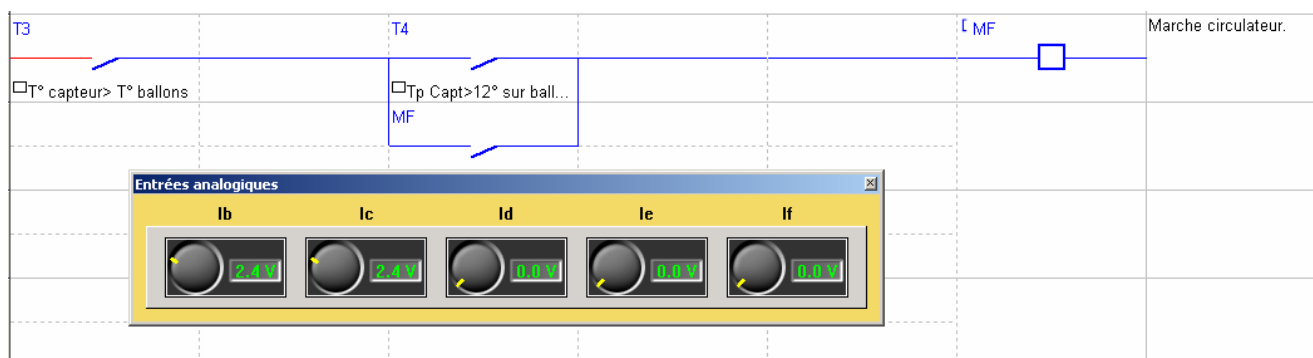 T3 T4 [ MF Marche circulateur.
T° capteur> T° ballons Tp Capt>12° sur ball...
MF
Entrées analogiques
Ib Ic Id Ie If
2.4 V 2.4 V 0.0 V 0.0 V 0.0 V